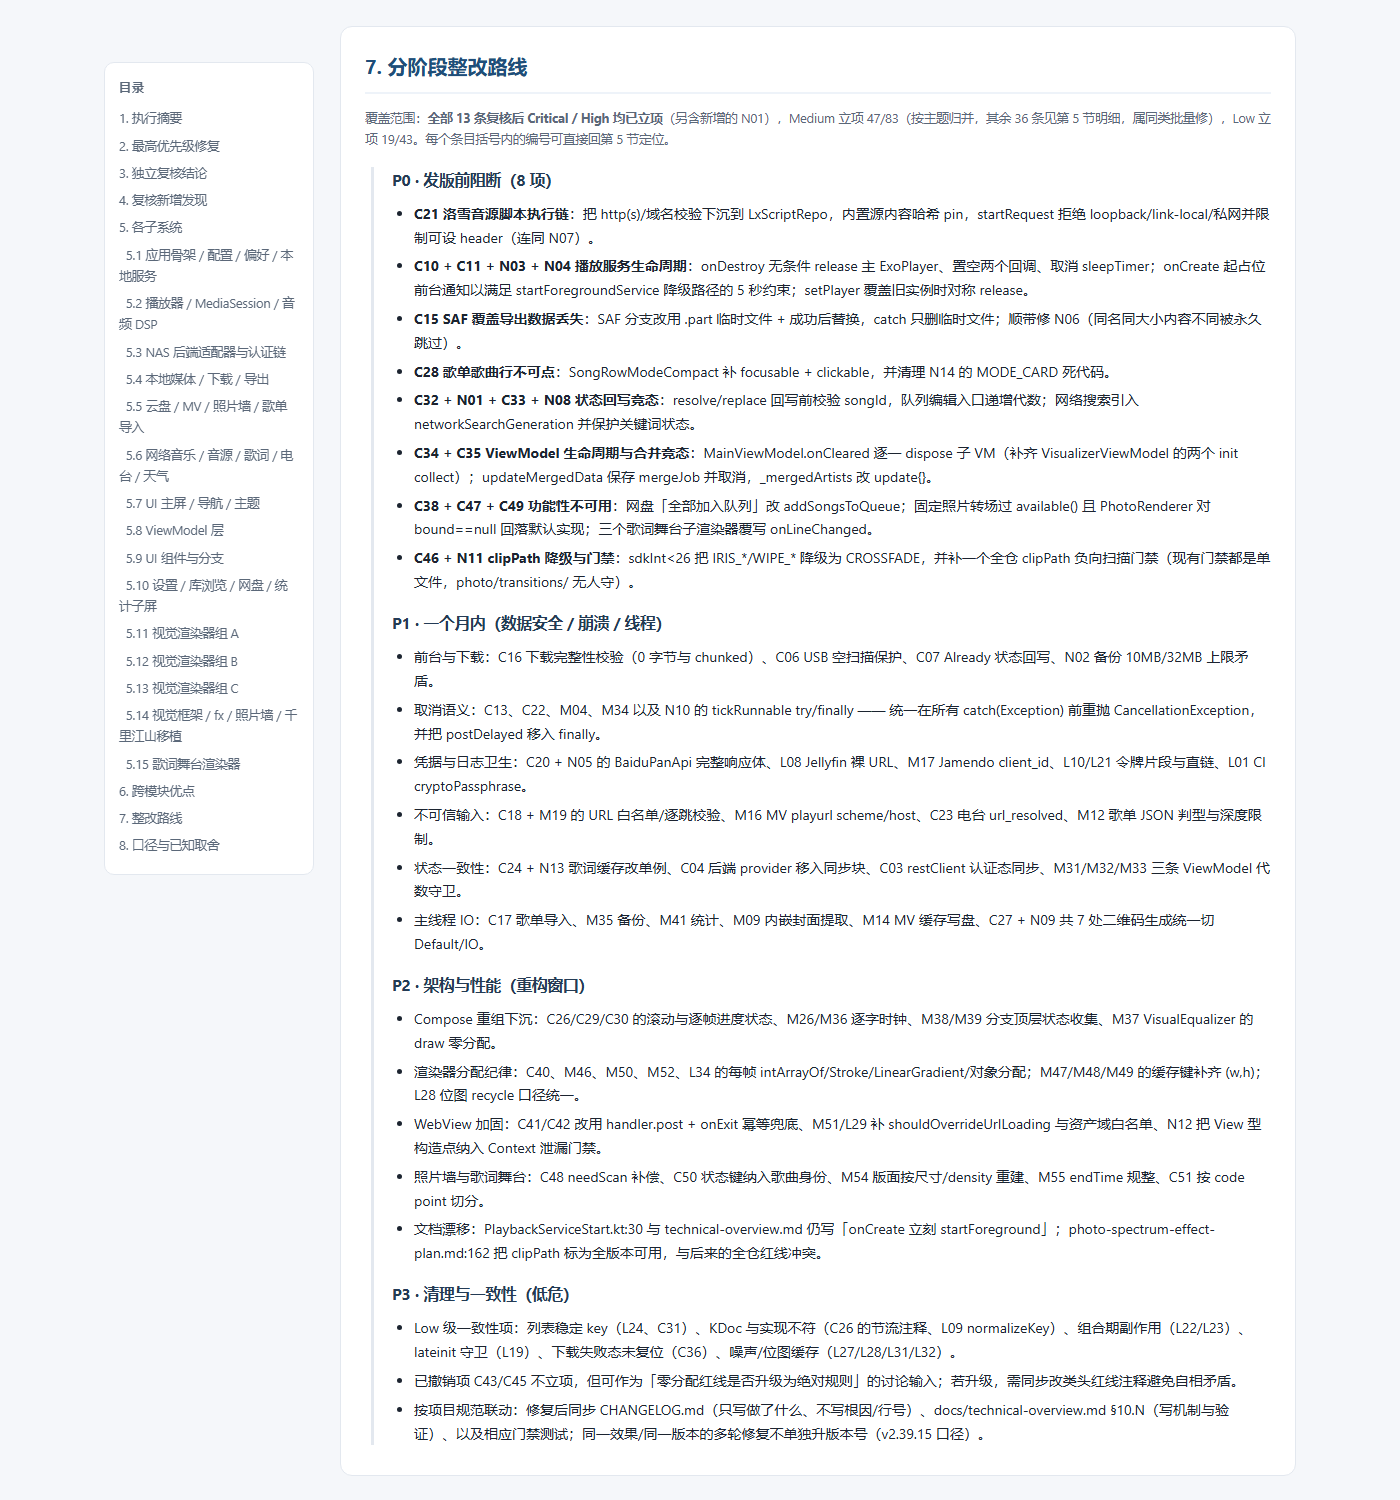 目录
1. 执行摘要
2. 最高优先级修复
3. 独立复核结论
4. 复核新增发现
5. 各子系统
5.1 应用骨架 / 配置 / 偏好 / 本
地服务
5.2 播放器 / MediaSession / 音
频 DSP
5.3 NAS 后端适配器与认证链
5.4 本地媒体 / 下载 / 导出
5.5 云盘 / MV / 照片墙 / 歌单
导入
5.6 网络音乐 / 音源 / 歌词 / 电
台 / 天气
5.7 UI 主屏 / 导航 / 主题
5.8 ViewModel 层
5.9 UI 组件与分支
5.10 设置 / 库浏览 / 网盘 / 统
计子屏
5.11 视觉渲染器组 A
5.12 视觉渲染器组 B
5.13 视觉渲染器组 C
5.14 视觉框架 / fx / 照片墙 / 千
里江山移植
5.15 歌词舞台渲染器
6. 跨模块优点
7. 整改路线
8. 口径与已知取舍
7. 分阶段整改路线
覆盖范围：全部 13 条复核后 Critical / High 均已立项（另含新增的 N01），Medium 立项 47/83（按主题归并，其余 36 条见第 5 节明细，属同类批量修），Low 立
项 19/43。每个条目括号内的编号可直接回第 5 节定位。
P0 · 发版前阻断（8 项）
• C21 洛雪音源脚本执行链：把 http(s)/域名校验下沉到 LxScriptRepo，内置源内容哈希 pin，startRequest 拒绝 loopback/link-local/私网并限
制可设 header（连同 N07）。
• C10 + C11 + N03 + N04 播放服务生命周期：onDestroy 无条件 release 主 ExoPlayer、置空两个回调、取消 sleepTimer；onCreate 起占位
前台通知以满足 startForegroundService 降级路径的 5 秒约束；setPlayer 覆盖旧实例时对称 release。
• C15 SAF 覆盖导出数据丢失：SAF 分支改用 .part 临时文件 + 成功后替换，catch 只删临时文件；顺带修 N06（同名同大小内容不同被永久
跳过）。
• C28 歌单歌曲行不可点：SongRowModeCompact 补 focusable + clickable，并清理 N14 的 MODE_CARD 死代码。
• C32 + N01 + C33 + N08 状态回写竞态：resolve/replace 回写前校验 songId，队列编辑入口递增代数；网络搜索引入
networkSearchGeneration 并保护关键词状态。
• C34 + C35 ViewModel 生命周期与合并竞态：MainViewModel.onCleared 逐一 dispose 子 VM（补齐 VisualizerViewModel 的两个 init
collect）；updateMergedData 保存 mergeJob 并取消，_mergedArtists 改 update{}。
• C38 + C47 + C49 功能性不可用：网盘「全部加入队列」改 addSongsToQueue；固定照片转场过 available() 且 PhotoRenderer 对
bound==null 回落默认实现；三个歌词舞台子渲染器覆写 onLineChanged。
• C46 + N11 clipPath 降级与门禁：sdkInt<26 把 IRIS_*/WIPE_* 降级为 CROSSFADE，并补一个全仓 clipPath 负向扫描门禁（现有门禁都是单
文件，photo/transitions/ 无人守）。
P1 · 一个月内（数据安全 / 崩溃 / 线程）
• 前台与下载：C16 下载完整性校验（0 字节与 chunked）、C06 USB 空扫描保护、C07 Already 状态回写、N02 备份 10MB/32MB 上限矛
盾。
• 取消语义：C13、C22、M04、M34 以及 N10 的 tickRunnable try/finally —— 统一在所有 catch(Exception) 前重抛 CancellationException，
并把 postDelayed 移入 finally。
• 凭据与日志卫生：C20 + N05 的 BaiduPanApi 完整响应体、L08 Jellyfin 裸 URL、M17 Jamendo client_id、L10/L21 令牌片段与直链、L01 CI
cryptoPassphrase。
• 不可信输入：C18 + M19 的 URL 白名单/逐跳校验、M16 MV playurl scheme/host、C23 电台 url_resolved、M12 歌单 JSON 判型与深度限
制。
• 状态一致性：C24 + N13 歌词缓存改单例、C04 后端 provider 移入同步块、C03 restClient 认证态同步、M31/M32/M33 三条 ViewModel 代
数守卫。
• 主线程 IO：C17 歌单导入、M35 备份、M41 统计、M09 内嵌封面提取、M14 MV 缓存写盘、C27 + N09 共 7 处二维码生成统一切
Default/IO。
P2 · 架构与性能（重构窗口）
• Compose 重组下沉：C26/C29/C30 的滚动与逐帧进度状态、M26/M36 逐字时钟、M38/M39 分支顶层状态收集、M37 VisualEqualizer 的
draw 零分配。
• 渲染器分配纪律：C40、M46、M50、M52、L34 的每帧 intArrayOf/Stroke/LinearGradient/对象分配；M47/M48/M49 的缓存键补齐 (w,h)；
L28 位图 recycle 口径统一。
• WebView 加固：C41/C42 改用 handler.post + onExit 幂等兜底、M51/L29 补 shouldOverrideUrlLoading 与资产域白名单、N12 把 View 型
构造点纳入 Context 泄漏门禁。
• 照片墙与歌词舞台：C48 needScan 补偿、C50 状态键纳入歌曲身份、M54 版面按尺寸/density 重建、M55 endTime 规整、C51 按 code
point 切分。
• 文档漂移：PlaybackServiceStart.kt:30 与 technical-overview.md 仍写「onCreate 立刻 startForeground」；photo-spectrum-effect-
plan.md:162 把 clipPath 标为全版本可用，与后来的全仓红线冲突。
P3 · 清理与一致性（低危）
• Low 级一致性项：列表稳定 key（L24、C31）、KDoc 与实现不符（C26 的节流注释、L09 normalizeKey）、组合期副作用（L22/L23）、
lateinit 守卫（L19）、下载失败态未复位（C36）、噪声/位图缓存（L27/L28/L31/L32）。
• 已撤销项 C43/C45 不立项，但可作为「零分配红线是否升级为绝对规则」的讨论输入；若升级，需同步改类头红线注释避免自相矛盾。
• 按项目规范联动：修复后同步 CHANGELOG.md（只写做了什么、不写根因/行号）、docs/technical-overview.md §10.N（写机制与验
证）、以及相应门禁测试；同一效果/同一版本的多轮修复不单独升版本号（v2.39.15 口径）。